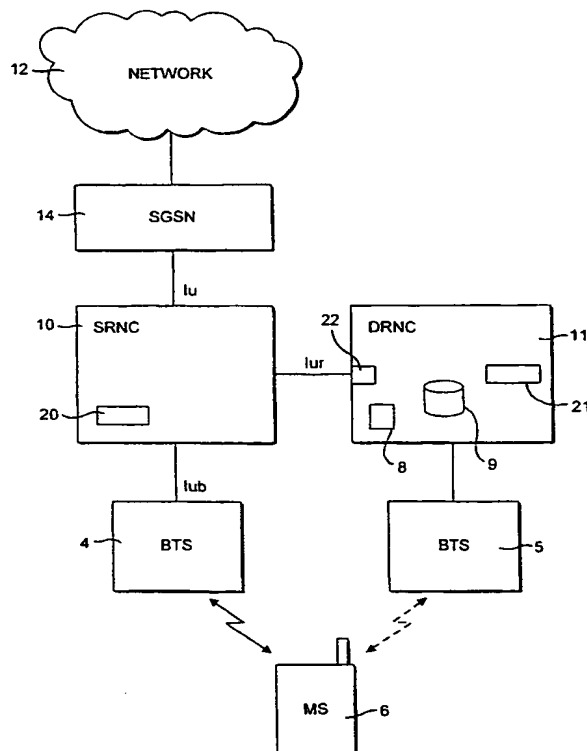 12
NETWORK
14
SGSN
Iu
10
SRNC
22
DRNC
11
Iur
20
8
9
21
Iub
4
BTS
BTS
5
MS
6